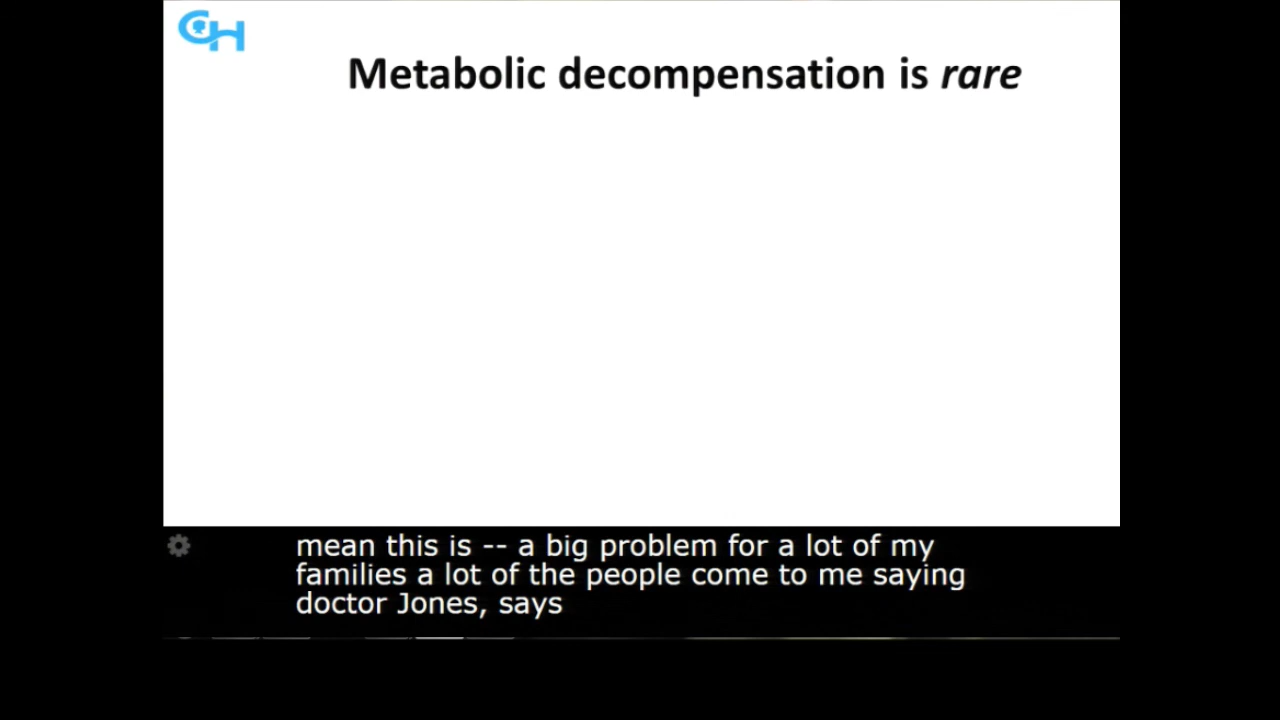 CH
Metabolic decompensation is rare
mean this is -- a big problem for a lot of my
families a lot of the people come to me saying
doctor Jones, says